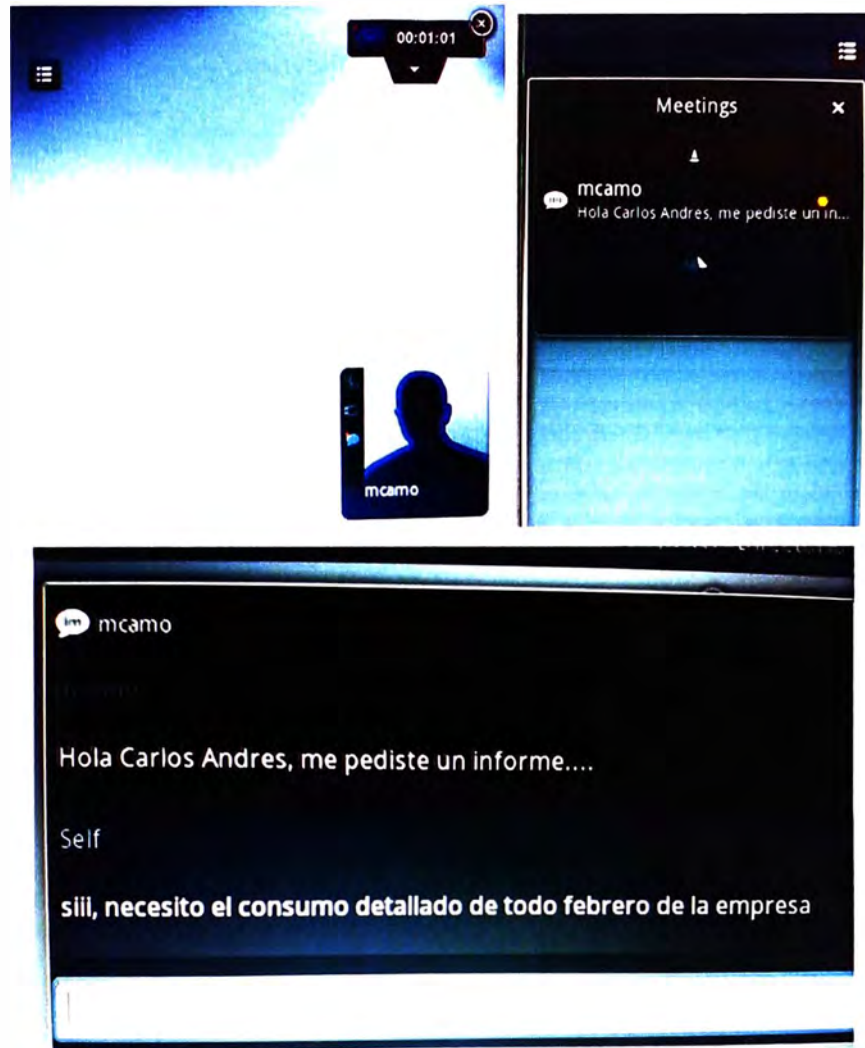 00:01:01
mcamo
Meetings
mcamo
Hola Carlos Andres, me pediste un in...
im mcamo
Hola Carlos Andres, me pediste un informe....
Self
siii, necesito el consumo detallado de todo febrero de la empresa